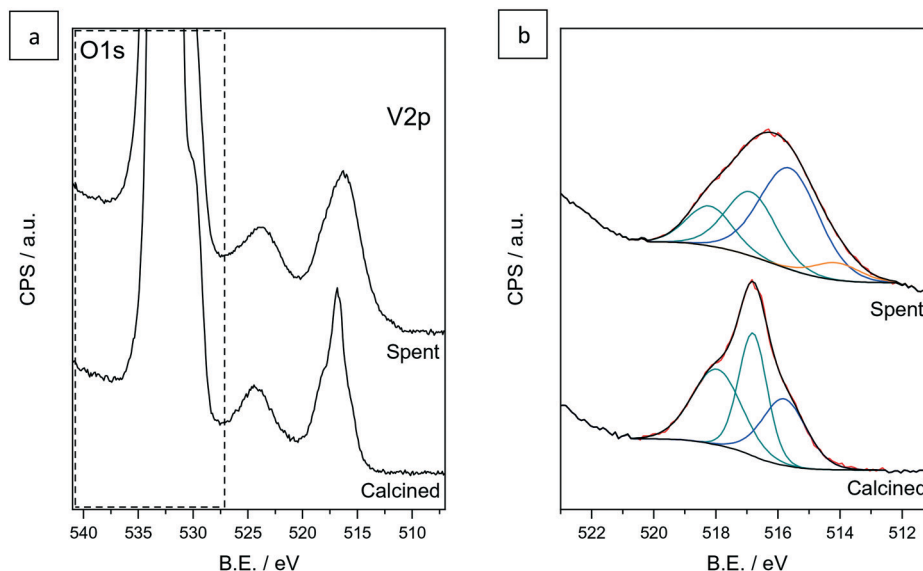 a
O1s
V2p
CPS / a.u.
Spent
Calcined
540 535 530 525 520 515 510
B.E. / eV
b
CPS / a.u.
Spent
Calcined
522 520 518 516 514 512
B.E. / eV